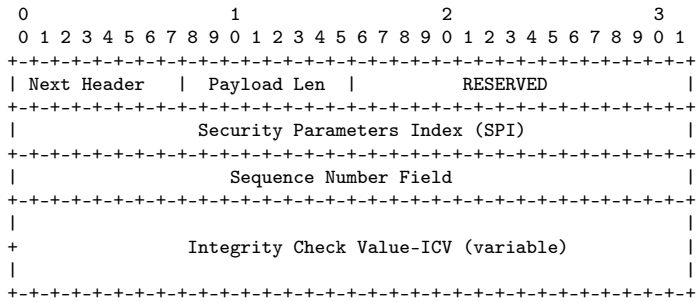 0                   1                   2                   3
 0 1 2 3 4 5 6 7 8 9 0 1 2 3 4 5 6 7 8 9 0 1 2 3 4 5 6 7 8 9 0 1
+-+-+-+-+-+-+-+-+-+-+-+-+-+-+-+-+-+-+-+-+-+-+-+-+-+-+-+-+-+-+-+-+
| Next Header   |  Payload Len  |          RESERVED             |
+-+-+-+-+-+-+-+-+-+-+-+-+-+-+-+-+-+-+-+-+-+-+-+-+-+-+-+-+-+-+-+-+
|                 Security Parameters Index (SPI)               |
+-+-+-+-+-+-+-+-+-+-+-+-+-+-+-+-+-+-+-+-+-+-+-+-+-+-+-+-+-+-+-+-+
|                    Sequence Number Field                      |
+-+-+-+-+-+-+-+-+-+-+-+-+-+-+-+-+-+-+-+-+-+-+-+-+-+-+-+-+-+-+-+-+
|                                                               |
+                Integrity Check Value-ICV (variable)           |
|                                                               |
+-+-+-+-+-+-+-+-+-+-+-+-+-+-+-+-+-+-+-+-+-+-+-+-+-+-+-+-+-+-+-+-+